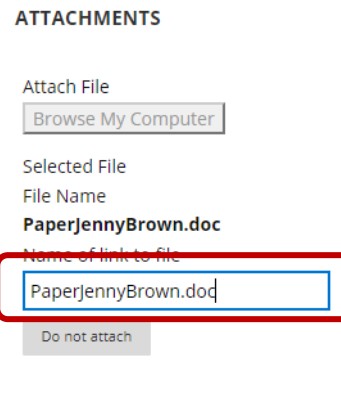 ATTACHMENTS
Attach File
Browse My Computer
Selected File
File Name
PaperJennyBrown.doc
Name of link to file
PaperJennyBrown.doc
Do not attach